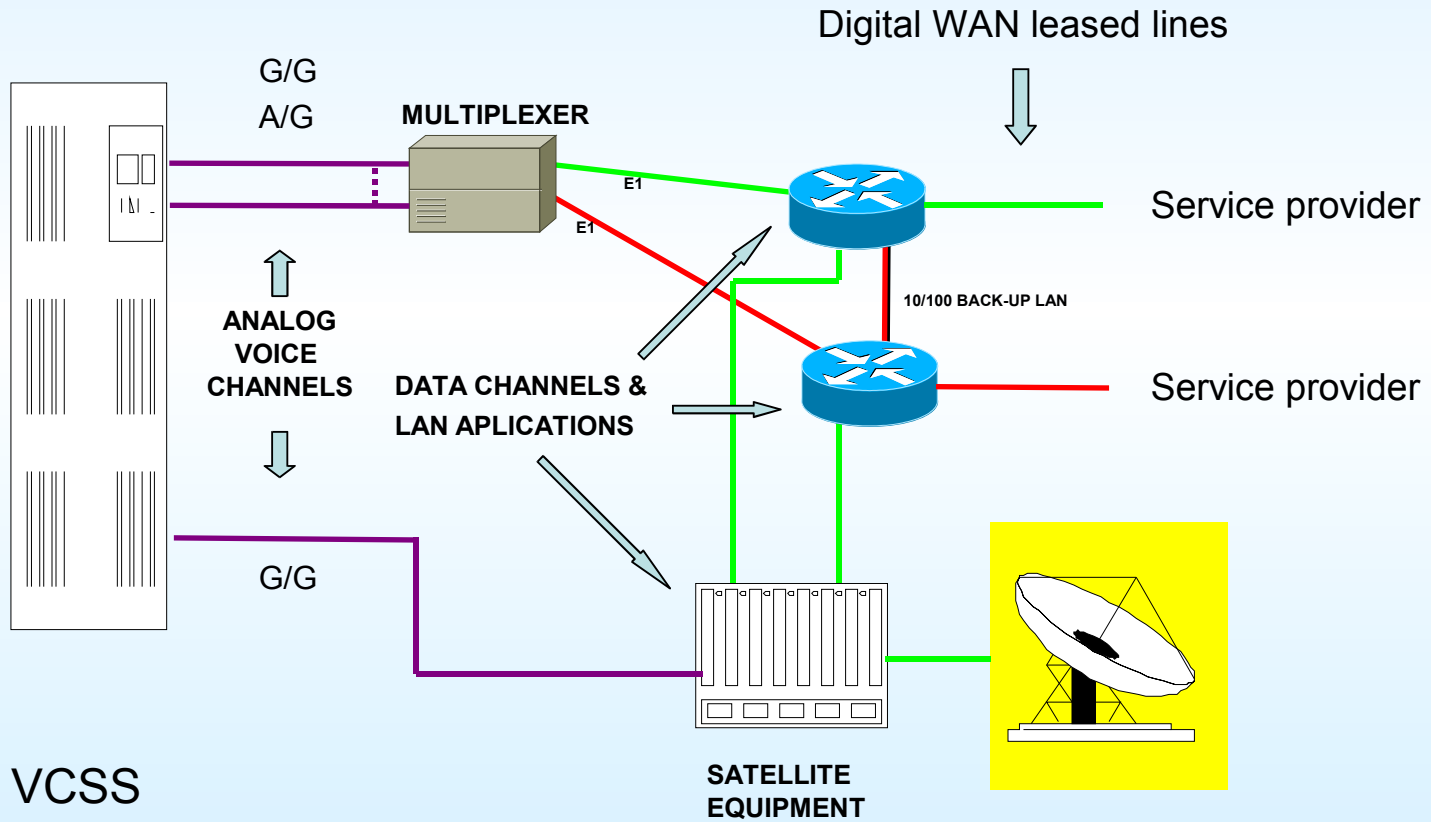 Digital WAN leased lines
G/G
A/G
MULTIPLEXER
E1
E1
Service provider
10/100 BACK-UP LAN
ANALOG
VOICE
CHANNELS
DATA CHANNELS &
LAN APLICATIONS
Service provider
G/G
VCSS
SATELLITE
EQUIPMENT